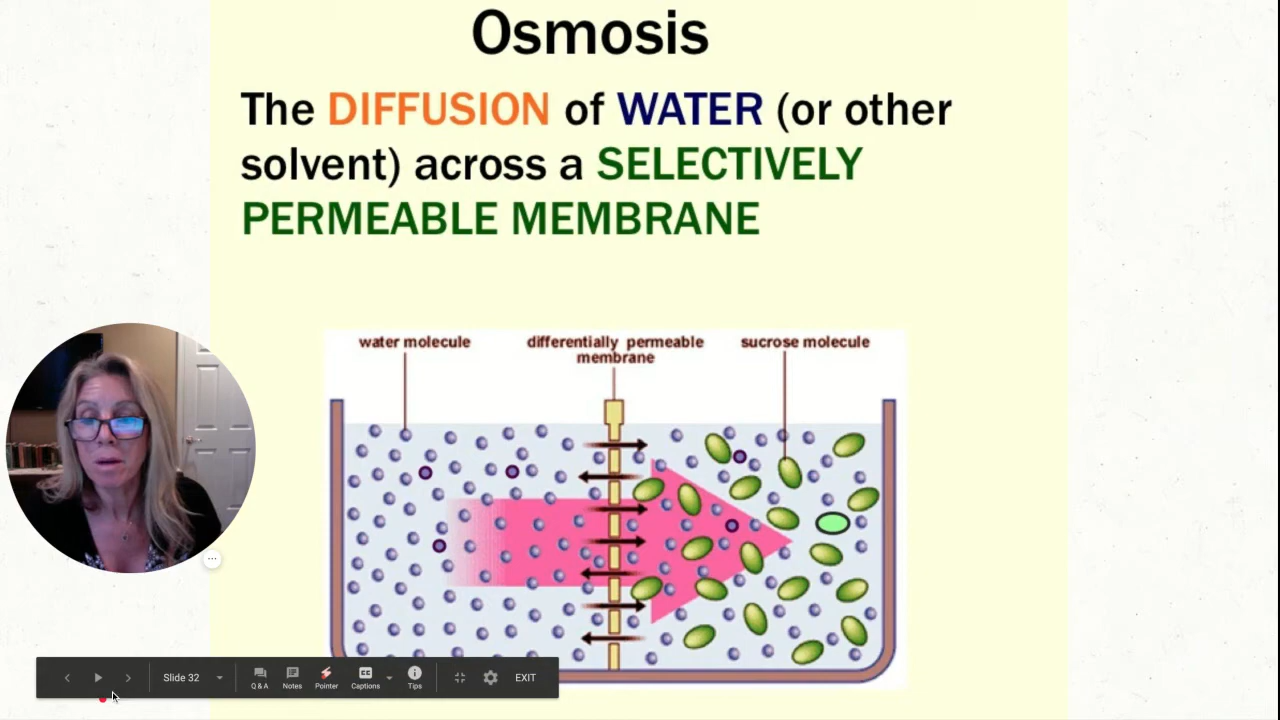 Osmosis
The DIFFUSION of WATER (or other
solvent) across a SELECTIVELY
PERMEABLE MEMBRANE
water molecule
differentially permeable
membrane
sucrose molecule
Slide 32
Q & A
Notes
Pointer
CC
Captions
Tips
EXIT